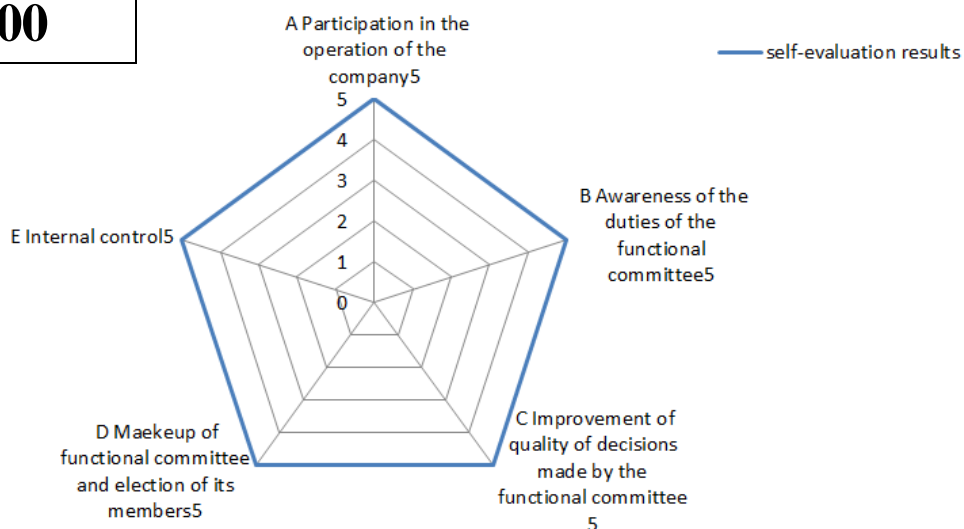 00
A Participation in the
operation of the
company5
self-evaluation results
5
4
3
2
1
0
B Awareness of the
duties of the
functional
committee5
E Internal control5
C Improvement of
quality of decisions
made by the
functional committee
5
D Maekeup of
functional committee
and election of its
members5